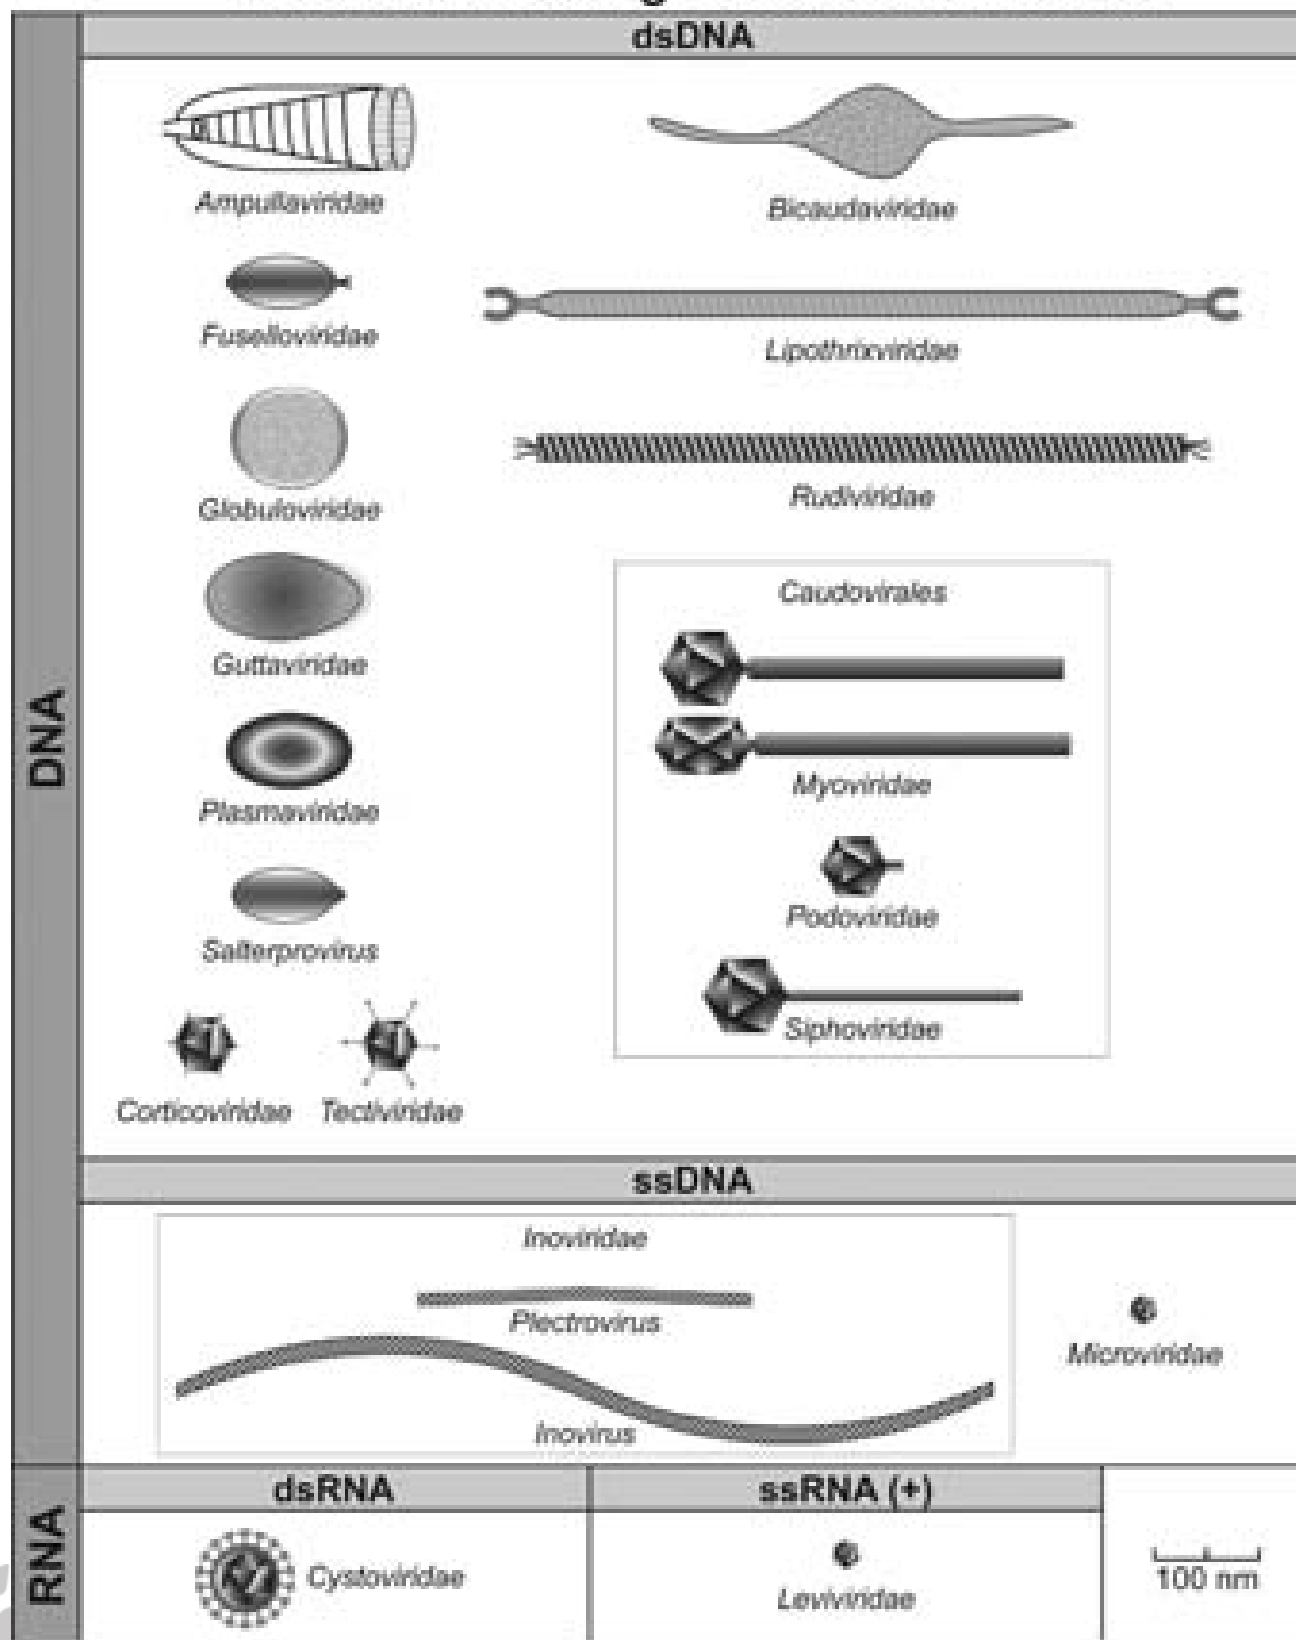 dsDNA
Ampullaviridae
Bicaudaviridae
Fuselloviridae
Lipothrixviridae
Globuloviridae
Rudiviridae
Guttaviridae
Caudovirales
Myoviridae
Plasmaviridae
Podoviridae
Salterprovirus
Siphoviridae
Corticoviridae Tectiviridae
DNA
ssDNA
Inoviridae
Plectrovirus
Microviridae
Inovirus
RNA
dsRNA
ssRNA (+)
Cystoviridae
Leviviridae
100 nm